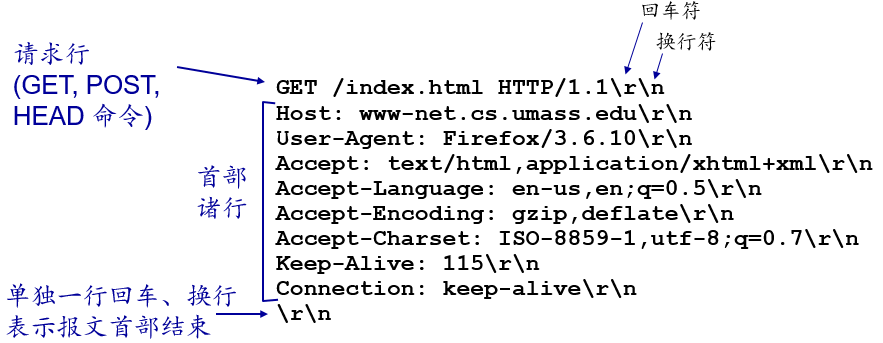 回车符
换行符
请求行
(GET, POST,
HEAD 命令)
GET /index.html HTTP/1.1\r\n
Host: www-net.cs.umass.edu\r\n
User-Agent: Firefox/3.6.10\r\n
Accept: text/html,application/xhtml+xml\r\n
Accept-Language: en-us,en;q=0.5\r\n
Accept-Encoding: gzip,deflate\r\n
Accept-Charset: ISO-8859-1,utf-8;q=0.7\r\n
Keep-Alive: 115\r\n
Connection: keep-alive\r\n
\r\n
首部
诸行
单独一行回车、换行
表示报文首部结束